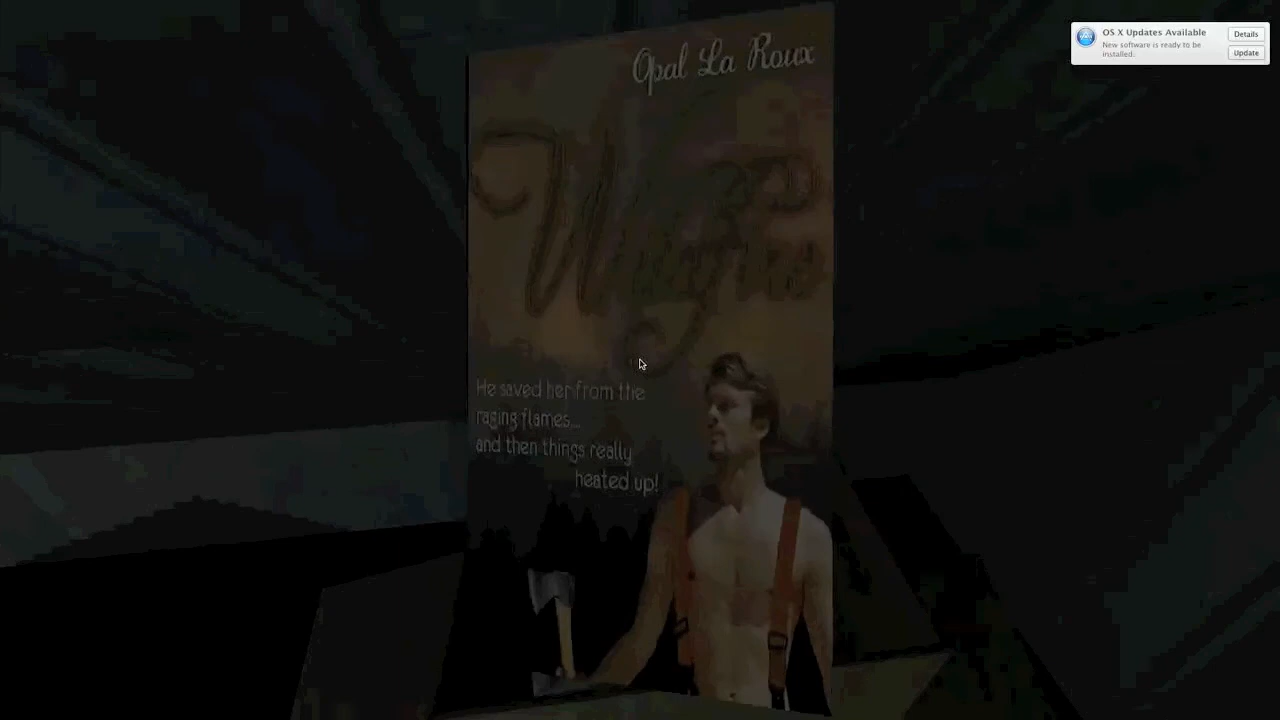 Opal La Roux
He saved her from the
raging flames...
and then things really
heated up!
OS X Updates Available
New software is ready to be
installed.
Details
Update